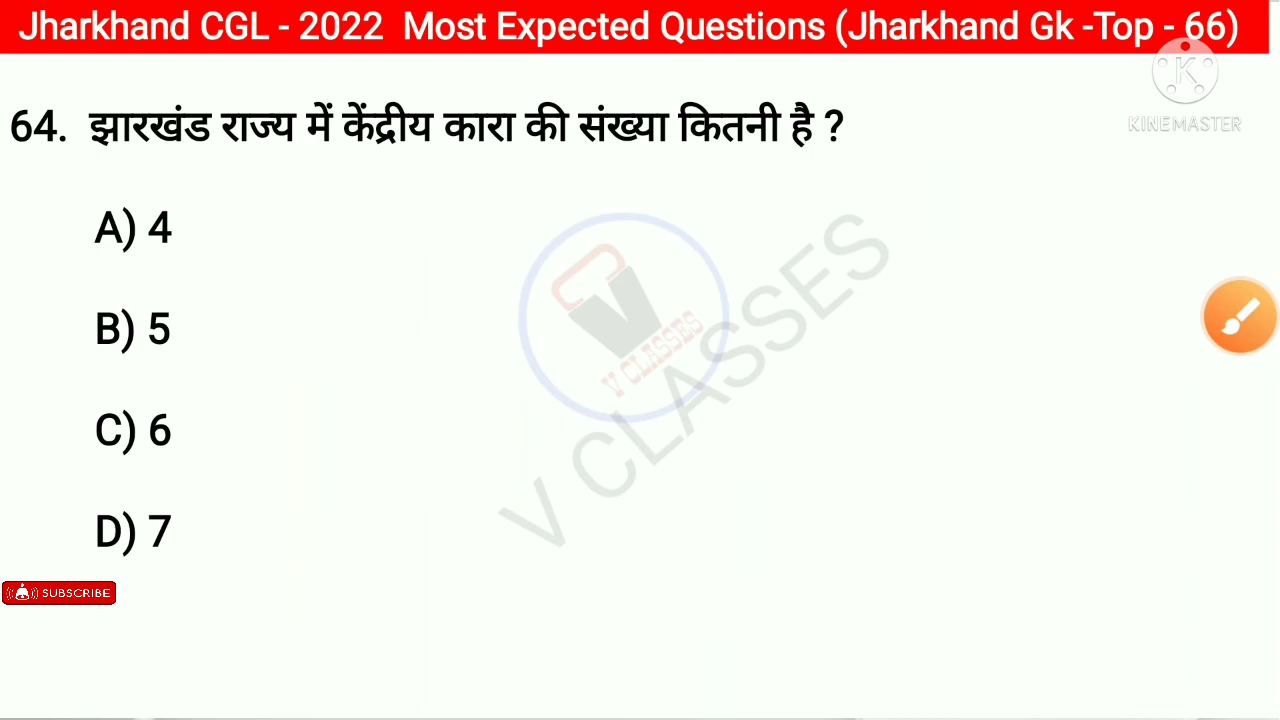 Jharkhand CGL - 2022 Most Expected Questions (Jharkhand Gk -Top - 66)
KINEMASTER
64. झारखंड राज्य में केंद्रीय कारा की संख्या कितनी है ?
A) 4
B) 5
C) 6
D) 7
V CLASSES
V CLASSES
SUBSCRIBE